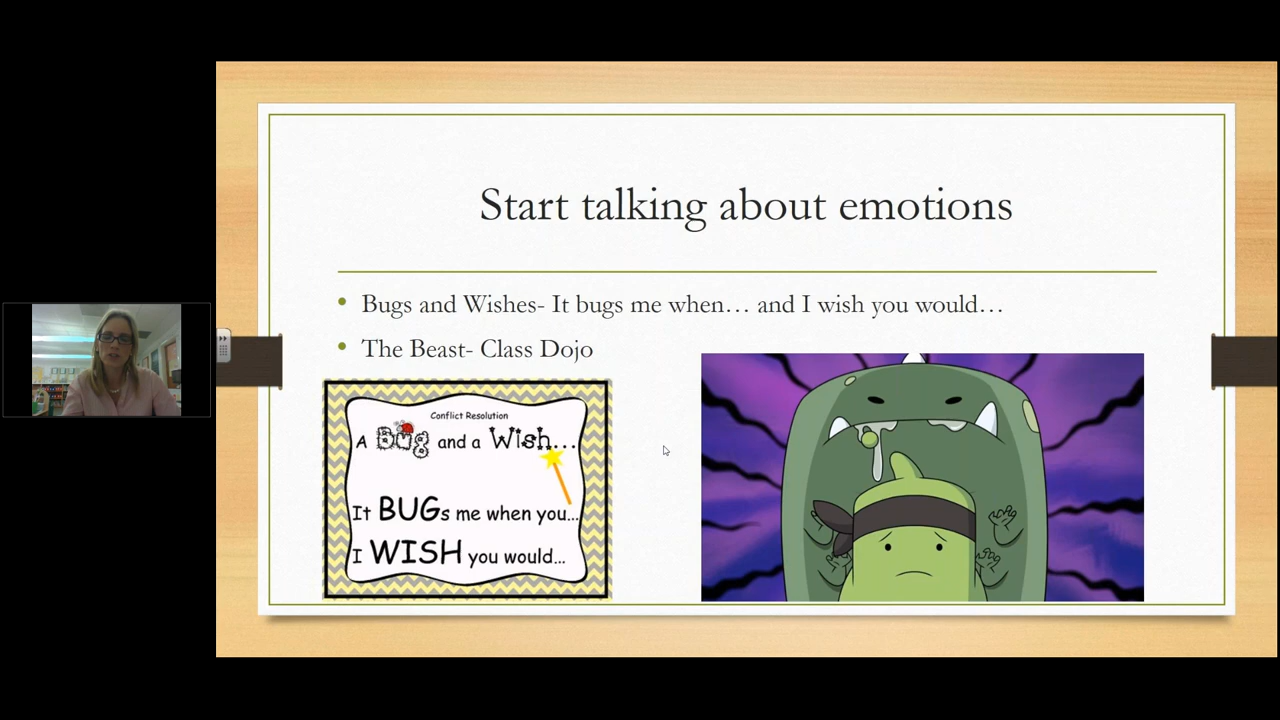 Start talking about emotions
• Bugs and Wishes- It bugs me when… and I wish you would…
• The Beast- Class Dojo
Conflict Resolution
A Bug and a Wish...
It BUGs me when you...
I WISH you would...